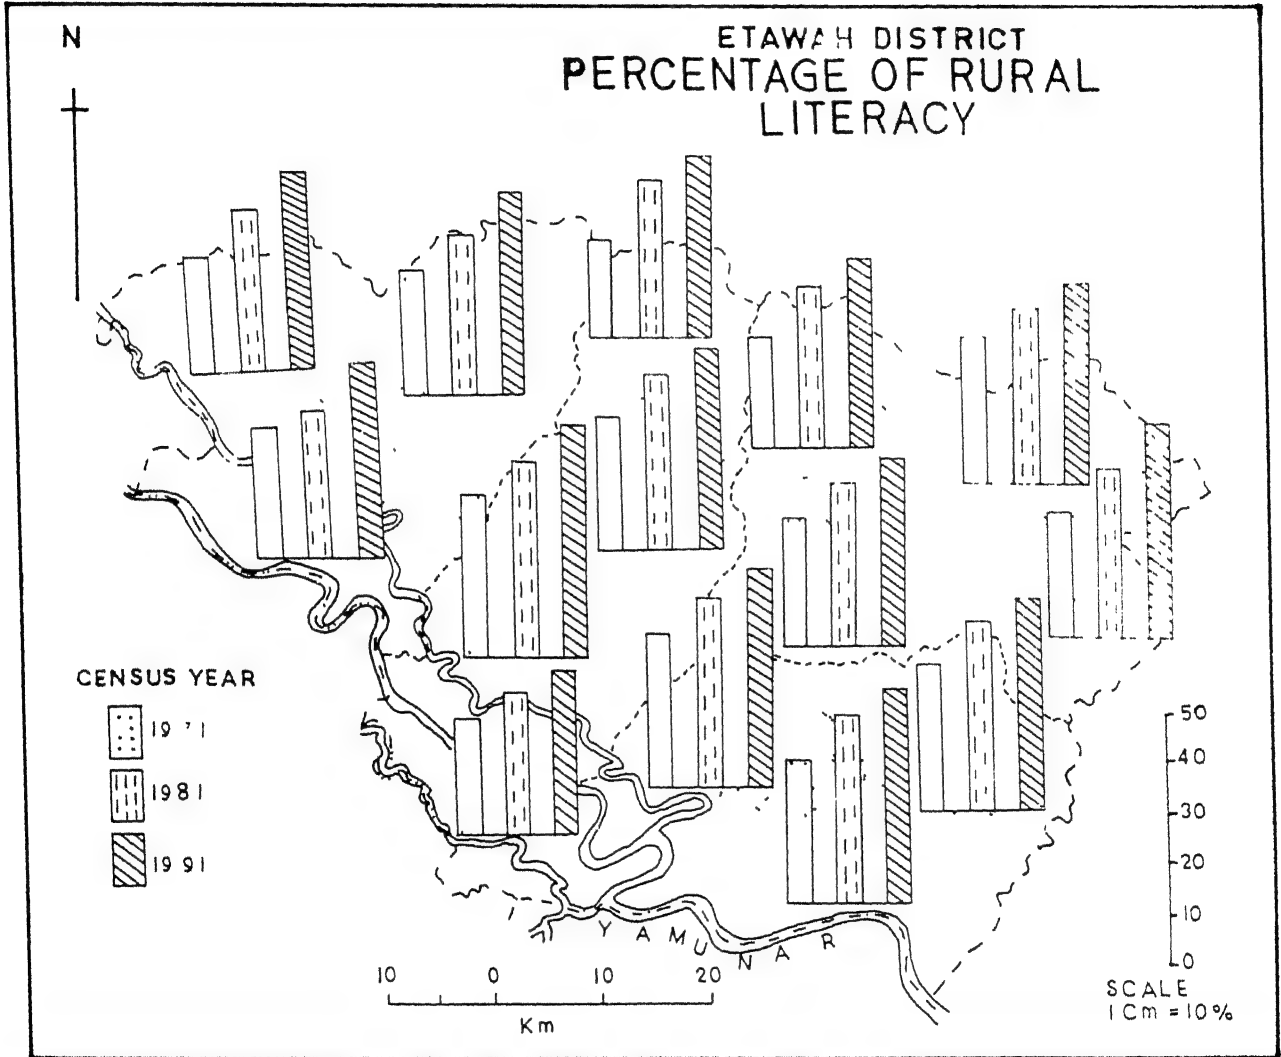 N
ETAWAH DISTRICT
PERCENTAGE OF RURAL
LITERACY
CENSUS YEAR
1971
1981
1991
50
40
30
20
10
0
SCALE
1 Cm = 10%
YAMUNA R
10 0 10 20
Km